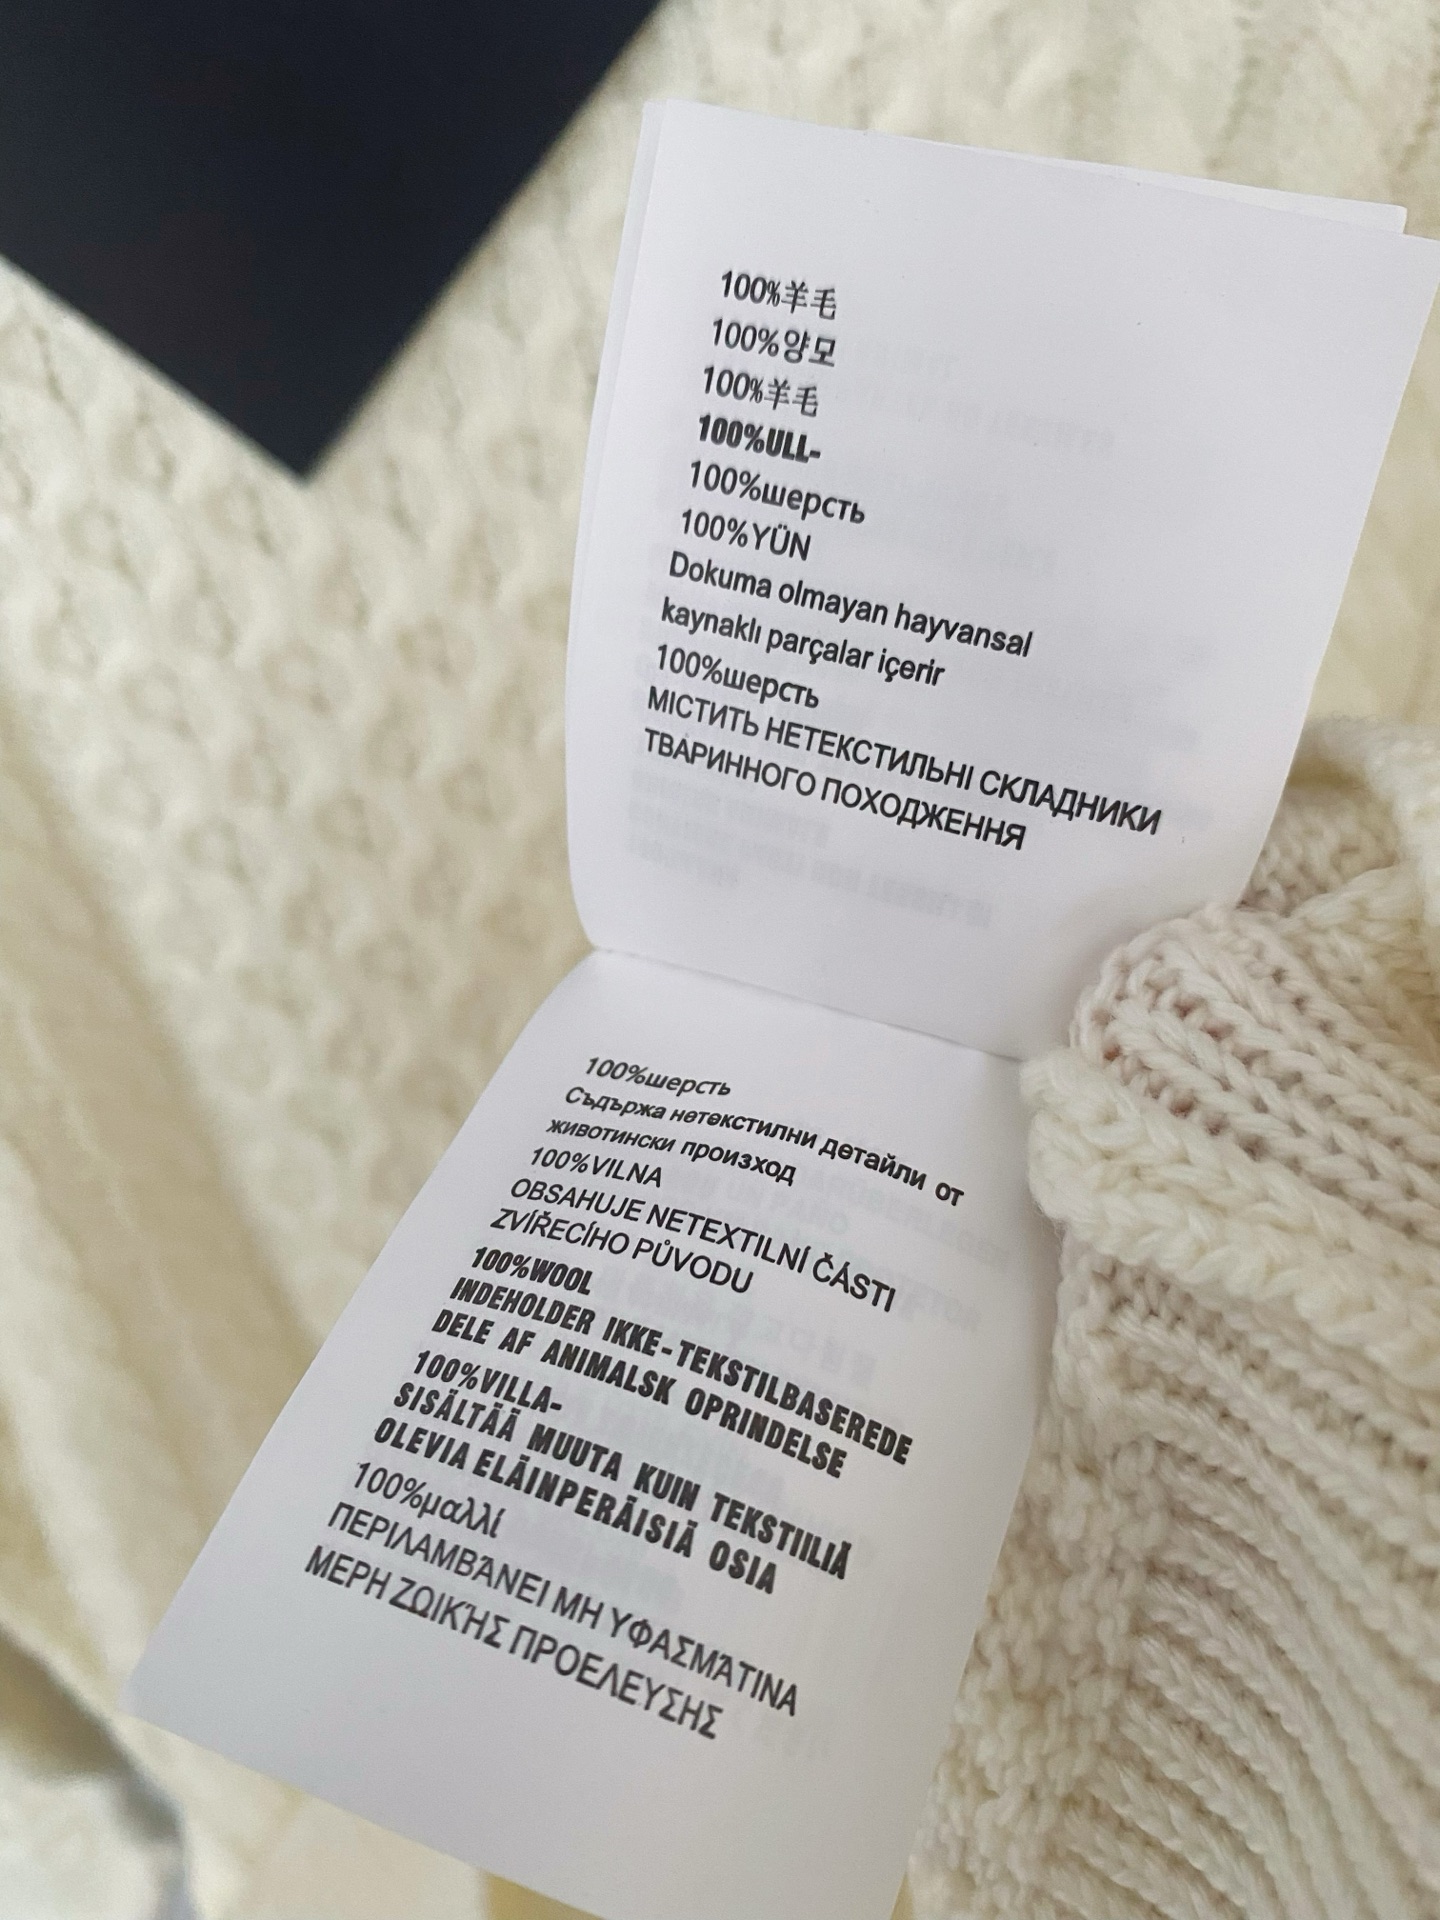 100%羊毛
100%양모
100%羊毛
100%ULL-
100%шерсть
100%YÜN
Dokuma olmayan hayvansal
kaynaklı parçalar içerir
100%шерсть
МІСТИТЬ НЕТЕКСТИЛЬНІ СКЛАДНИКИ
ТВАРИННОГО ПОХОДЖЕННЯ
100%шерсть
Съдържа нетекстилни детайли от
животински произход
100%VILNA
OBSAHUJE NETEXTILNÍ ČÁSTI
ZVÍŘECÍHO PŮVODU
100%WOOL
INDEHOLDER IKKE-TEKSTILBASEREDE
DELE AF ANIMALSK OPRINDELSE
100%VILLA-
SISÄLTÄÄ MUUTA KUIN TEKSTIILIÄ
OLEVIA ELÄINPERÄISIÄ OSIA
100%μαλλί
ΠΕΡΙΛΑΜΒΆΝΕΙ ΜΗ ΥΦΑΣΜΆΤΙΝΑ
ΜΕΡΗ ΖΩΙΚΉΣ ΠΡΟΕΛΕΥΣΗΣ